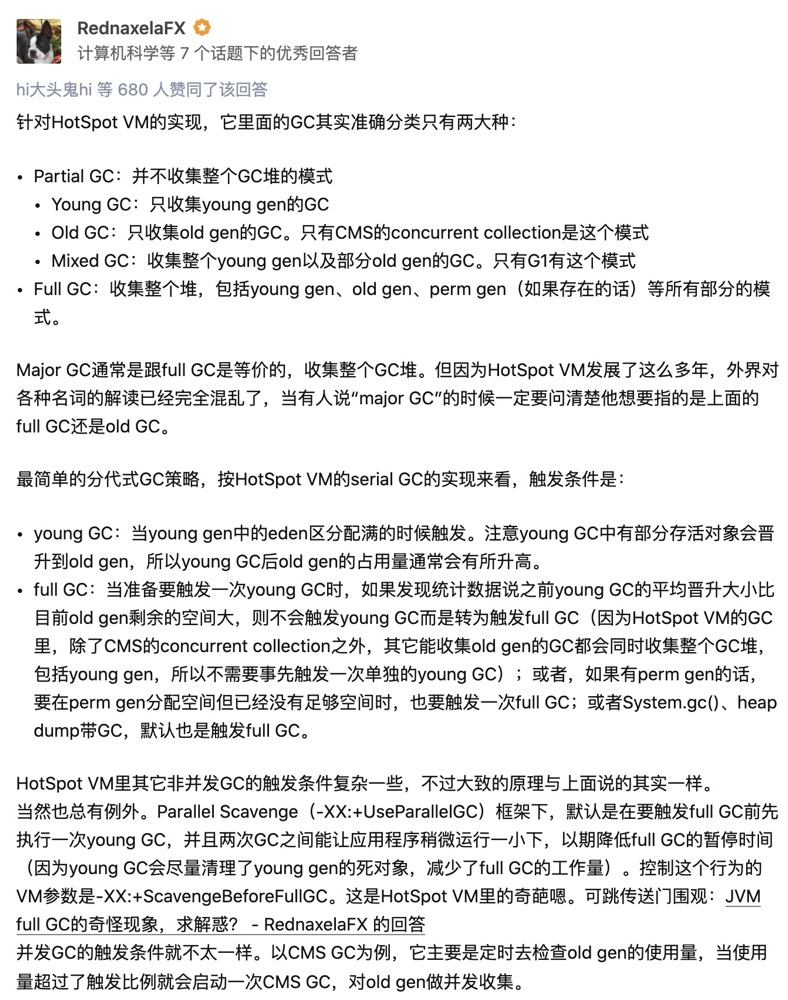 RednaxelaFX
计算机科学等 7 个话题下的优秀回答者
hi大头鬼hi 等 680 人赞同了该回答
针对HotSpot VM的实现，它里面的GC其实准确分类只有两大种：
• Partial GC：并不收集整个GC堆的模式
• Young GC：只收集young gen的GC
• Old GC：只收集old gen的GC。只有CMS的concurrent collection是这个模式
• Mixed GC：收集整个young gen以及部分old gen的GC。只有G1有这个模式
• Full GC：收集整个堆，包括young gen、old gen、perm gen（如果存在的话）等所有部分的模
式。
Major GC通常是跟full GC是等价的，收集整个GC堆。但因为HotSpot VM发展了这么多年，外界对
各种名词的解读已经完全混乱了，当有人说“major GC”的时候一定要问清楚他想要指的是上面的
full GC还是old GC。
最简单的分代式GC策略，按HotSpot VM的serial GC的实现来看，触发条件是：
• young GC：当young gen中的eden区分配满的时候触发。注意young GC中有部分存活对象会晋
升到old gen，所以young GC后old gen的占用量通常会有所升高。
• full GC：当准备要触发一次young GC时，如果发现统计数据说之前young GC的平均晋升大小比
目前old gen剩余的空间大，则不会触发young GC而是转为触发full GC（因为HotSpot VM的GC
里，除了CMS的concurrent collection之外，其它能收集old gen的GC都会同时收集整个GC堆，
包括young gen，所以不需要事先触发一次单独的young GC）；或者，如果有perm gen的话，
要在perm gen分配空间但已经没有足够空间时，也要触发一次full GC；或者System.gc()、heap
dump带GC，默认也是触发full GC。
HotSpot VM里其它非并发GC的触发条件复杂一些，不过大致的原理与上面说的其实一样。
当然也总有例外。Parallel Scavenge（-XX:+UseParallelGC）框架下，默认是在要触发full GC前先
执行一次young GC，并且两次GC之间能让应用程序稍微运行一小下，以期降低full GC的暂停时间
（因为young GC会尽量清理了young gen的死对象，减少了full GC的工作量）。控制这个行为的
VM参数是-XX:+ScavengeBeforeFullGC。这是HotSpot VM里的奇葩嗯。可跳传送门围观：JVM
full GC的奇怪现象，求解惑？ - RednaxelaFX 的回答
并发GC的触发条件就不太一样。以CMS GC为例，它主要是定时去检查old gen的使用量，当使用
量超过了触发比例就会启动一次CMS GC，对old gen做并发收集。